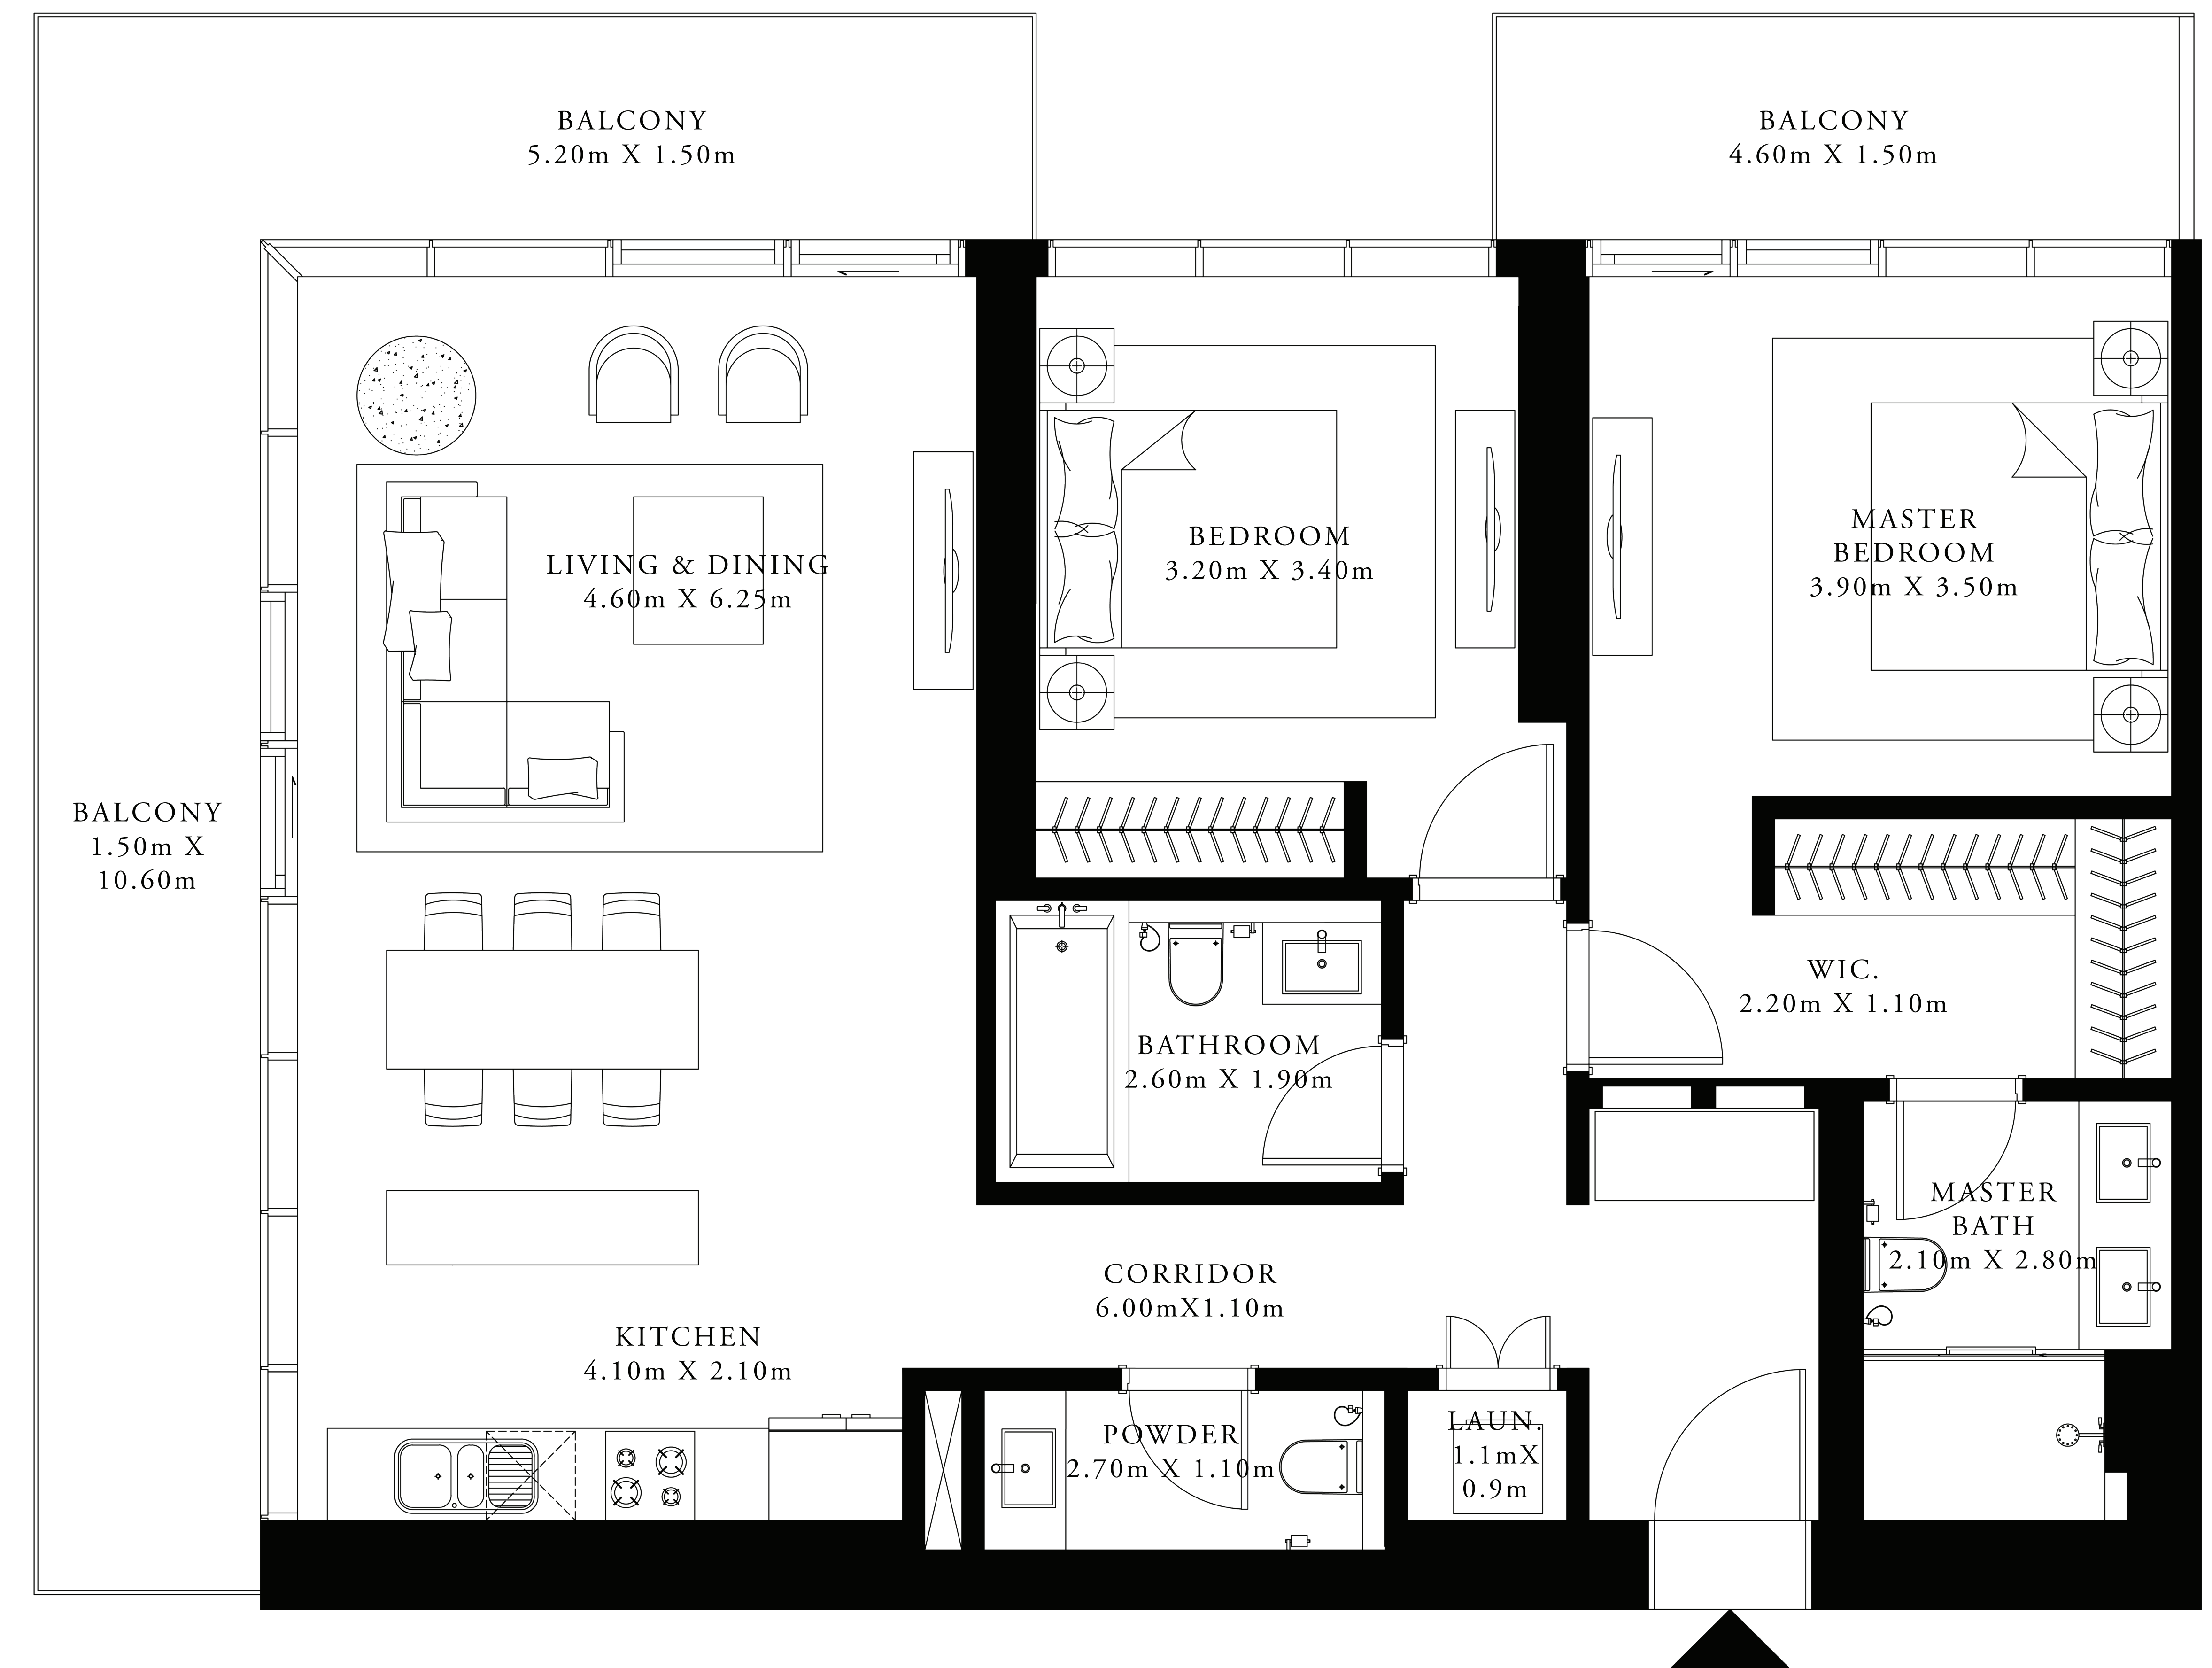 BALCONY
5.20m X 1.50m
BALCONY
4.60m X 1.50m
LIVING & DINING
4.60m X 6.25m
BEDROOM
3.20m X 3.40m
MASTER
BEDROOM
3.90m X 3.50m
BALCONY
1.50m X
10.60m
WIC.
2.20m X 1.10m
BATHROOM
2.60m X 1.90m
MASTER
BATH
2.10m X 2.80m
CORRIDOR
6.00mX1.10m
KITCHEN
4.10m X 2.10m
POWDER
2.70m X 1.10m
LAUN.
1.1mX
0.9m